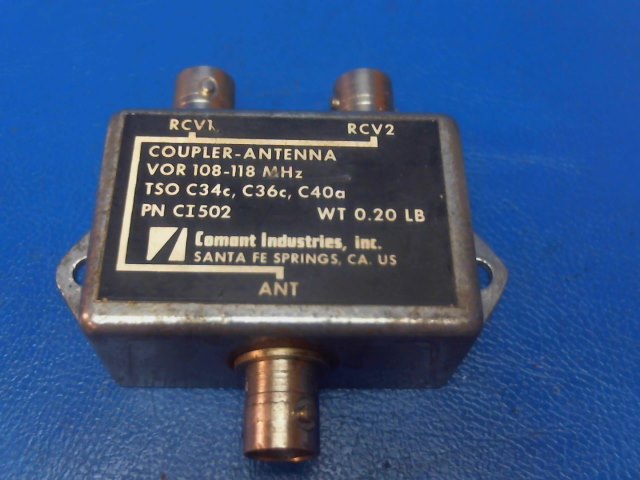 RCV1 RCV2
COUPLER-ANTENNA
VOR 108-118 MHz
TSO C34c, C36c, C40a
PN CI502 WT 0.20 LB
Comant Industries, inc.
SANTA FE SPRINGS, CA. US
ANT